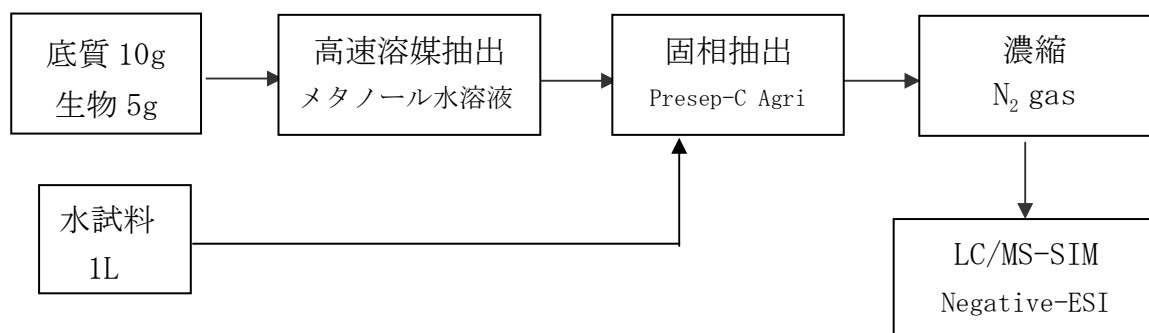 底質 10g
生物 5g
高速溶媒抽出
メタノール水溶液
固相抽出
Presep-C Agri
濃縮
N₂ gas
水試料
1L
LC/MS-SIM
Negative-ESI